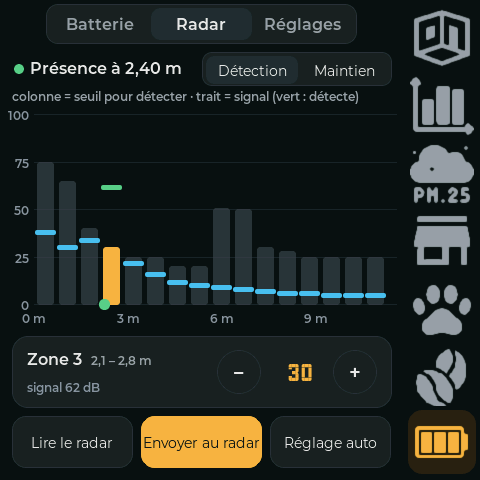 Batterie Radar Réglages
Présence à 2,40 m Détection Maintien
colonne = seuil pour détecter · trait = signal (vert : détecte)
100
75
50
25
0
0 m 3 m 6 m 9 m
PM.25
Zone 3 2,1 – 2,8 m
signal 62 dB
– 30 +
Lire le radar Envoyer au radar Réglage auto